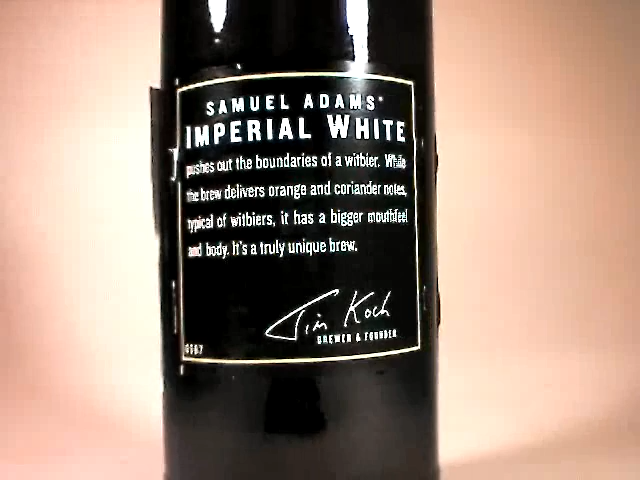 SAMUEL ADAMS®
IMPERIAL WHITE
pushes out the boundaries of a witbier. While
the brew delivers orange and coriander notes,
typical of witbiers, it has a bigger mouthfeel
and body. It's a truly unique brew.
Jim Koch
BREWER & FOUNDER